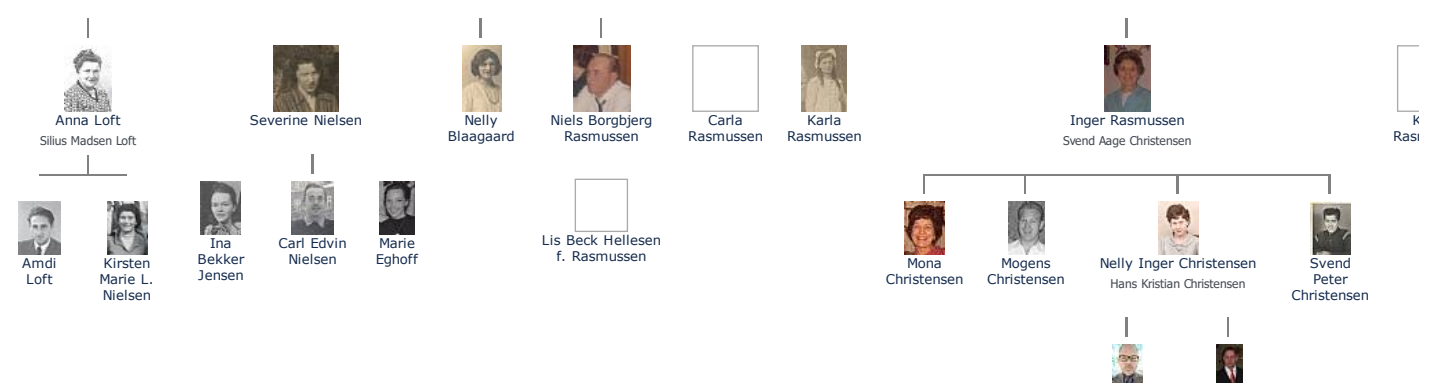 Anna Loft
Silius Madsen Loft
Severine Nielsen
Nelly
Blaagaard
Niels Borgbjerg
Rasmussen
Carla
Rasmussen
Karla
Rasmussen
Inger Rasmussen
Svend Aage Christensen
Amdi
Loft
Kirsten
Marie L.
Nielsen
Ina
Bekker
Jensen
Carl Edvin
Nielsen
Marie
Eghoff
Lis Beck Hellesen
f. Rasmussen
Mona
Christensen
Mogens
Christensen
Nelly Inger Christensen
Hans Kristian Christensen
Svend
Peter
Christensen